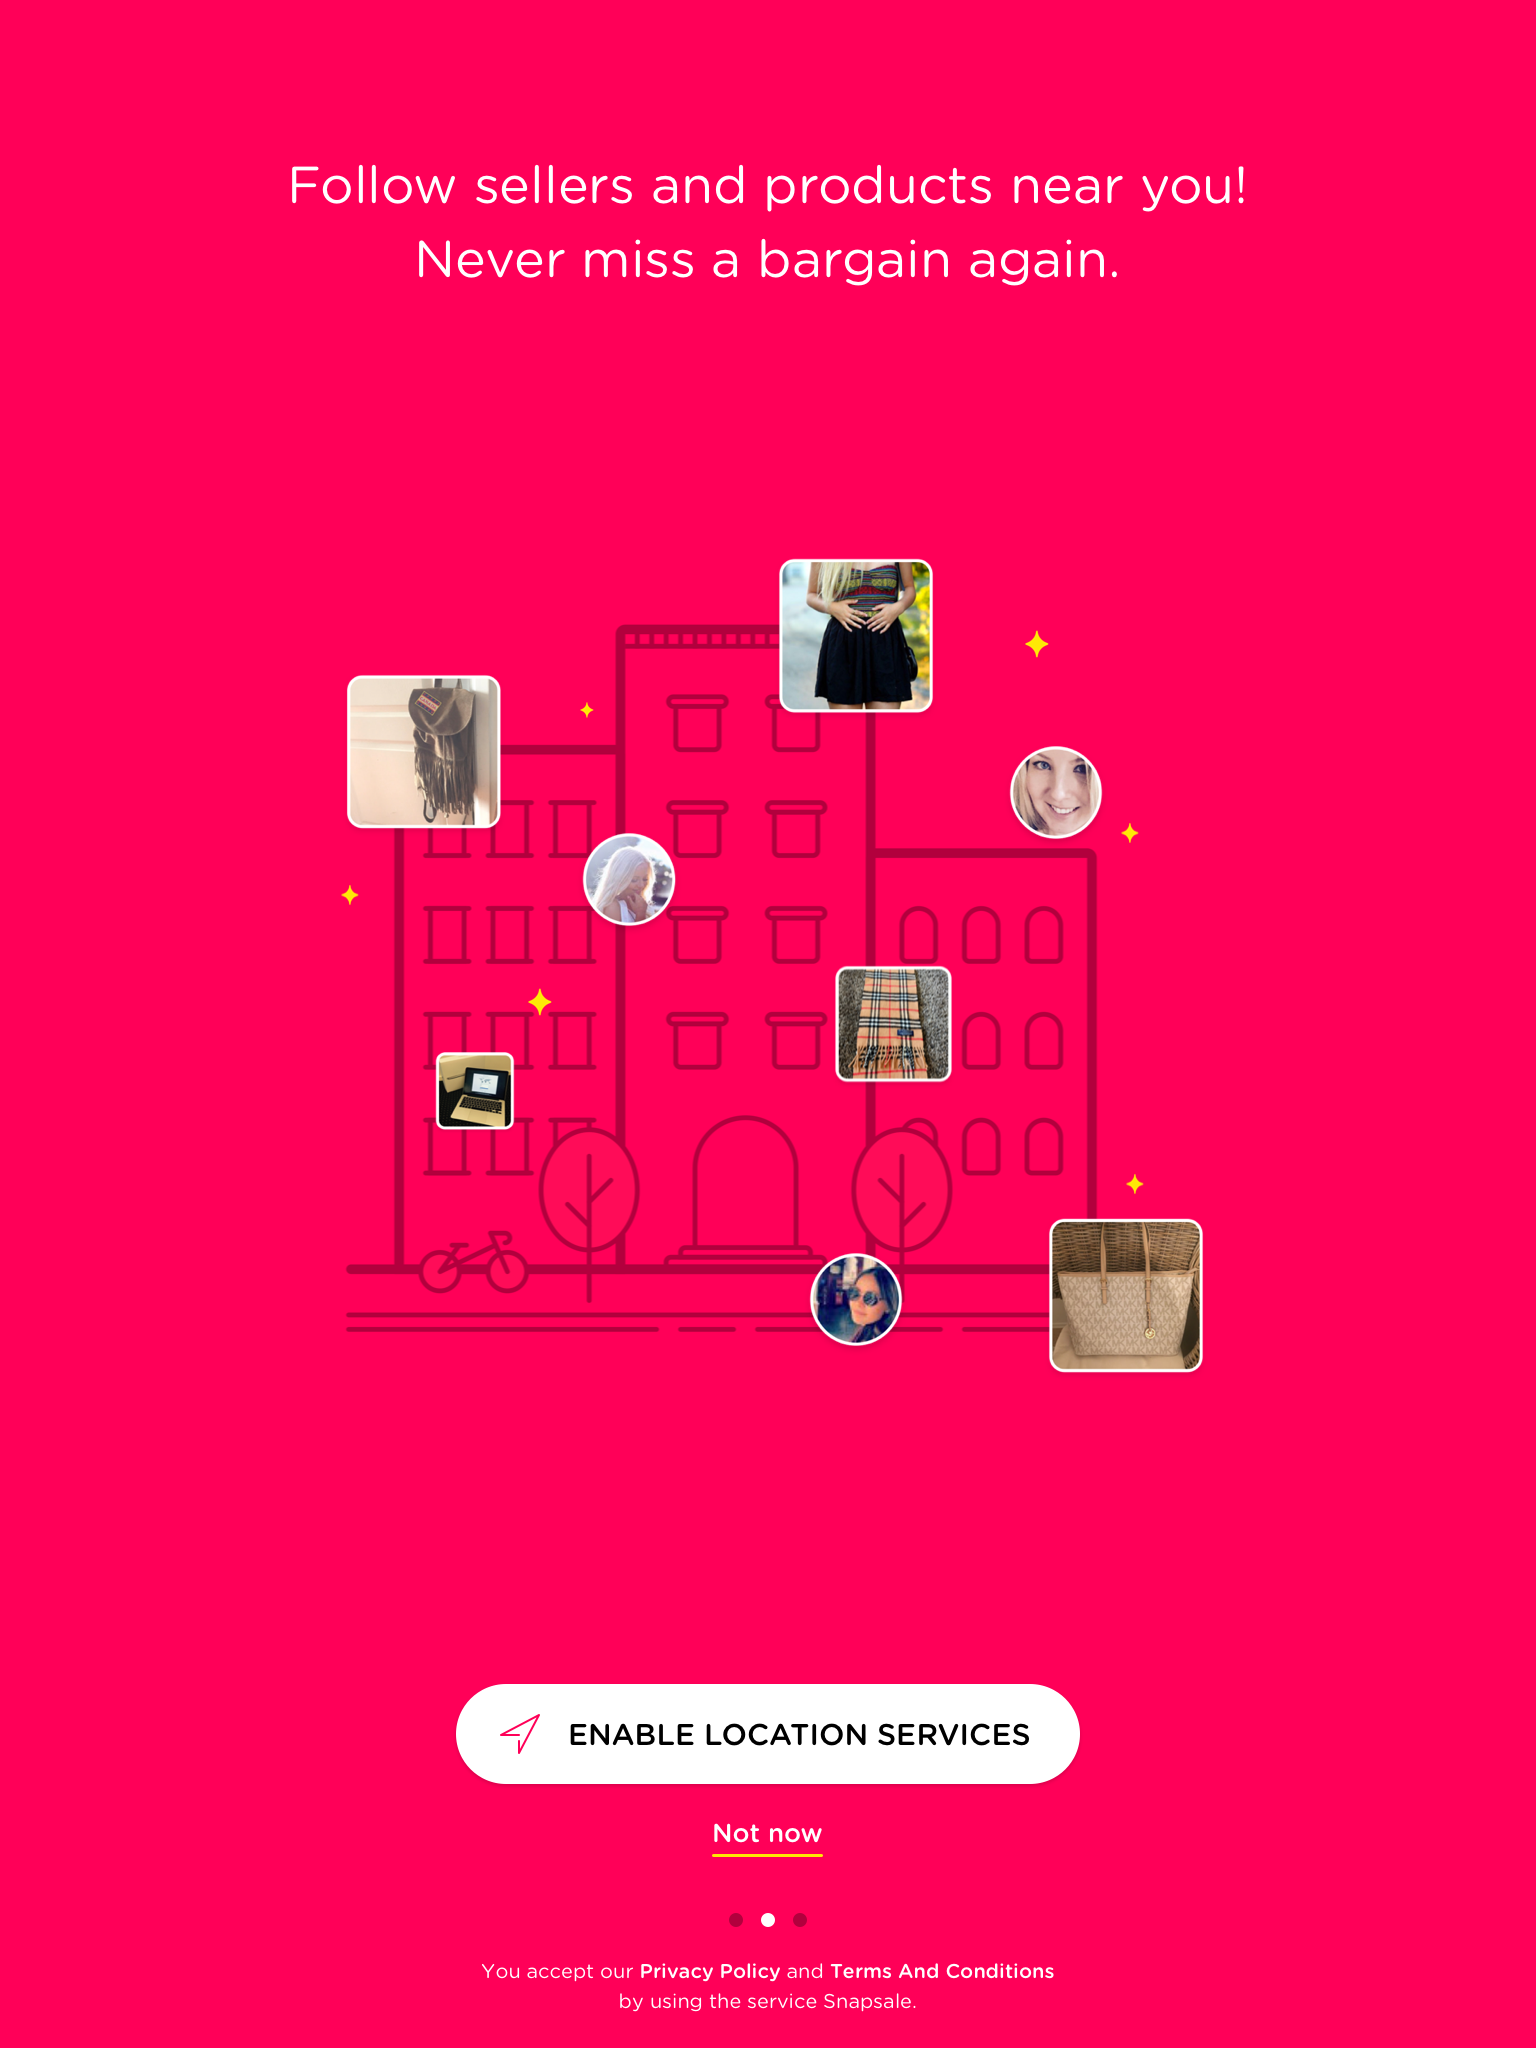 Follow sellers and products near you!
Never miss a bargain again.
ENABLE LOCATION SERVICES
Not now
You accept our Privacy Policy and Terms And Conditions
by using the service Snapsale.